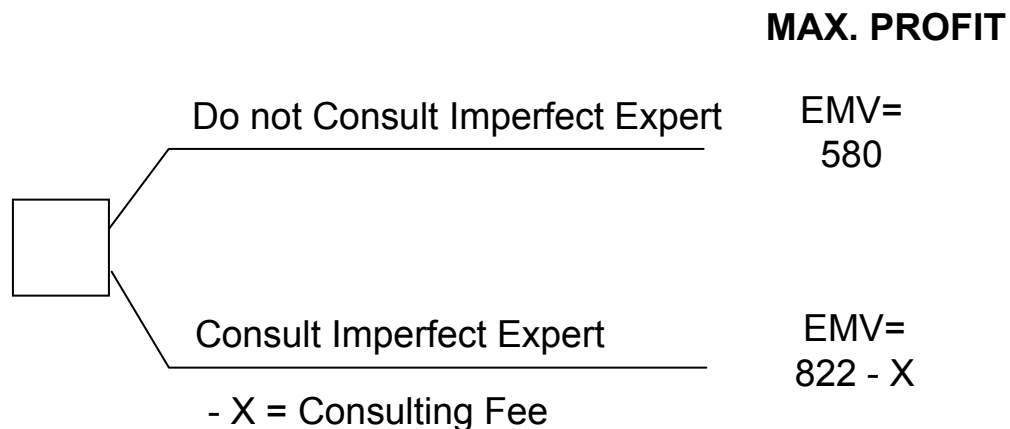 MAX. PROFIT
Do not Consult Imperfect Expert
EMV=
580
Consult Imperfect Expert
EMV=
822 - X
- X = Consulting Fee